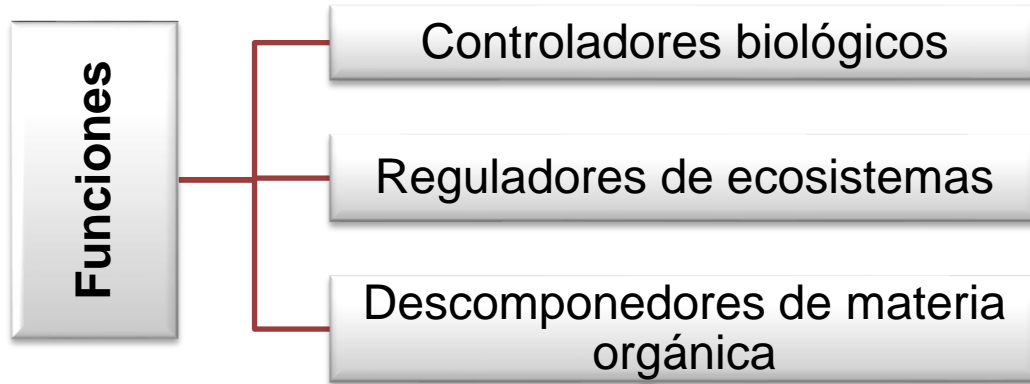 Funciones
Controladores biológicos
Reguladores de ecosistemas
Descomponedores de materia
orgánica